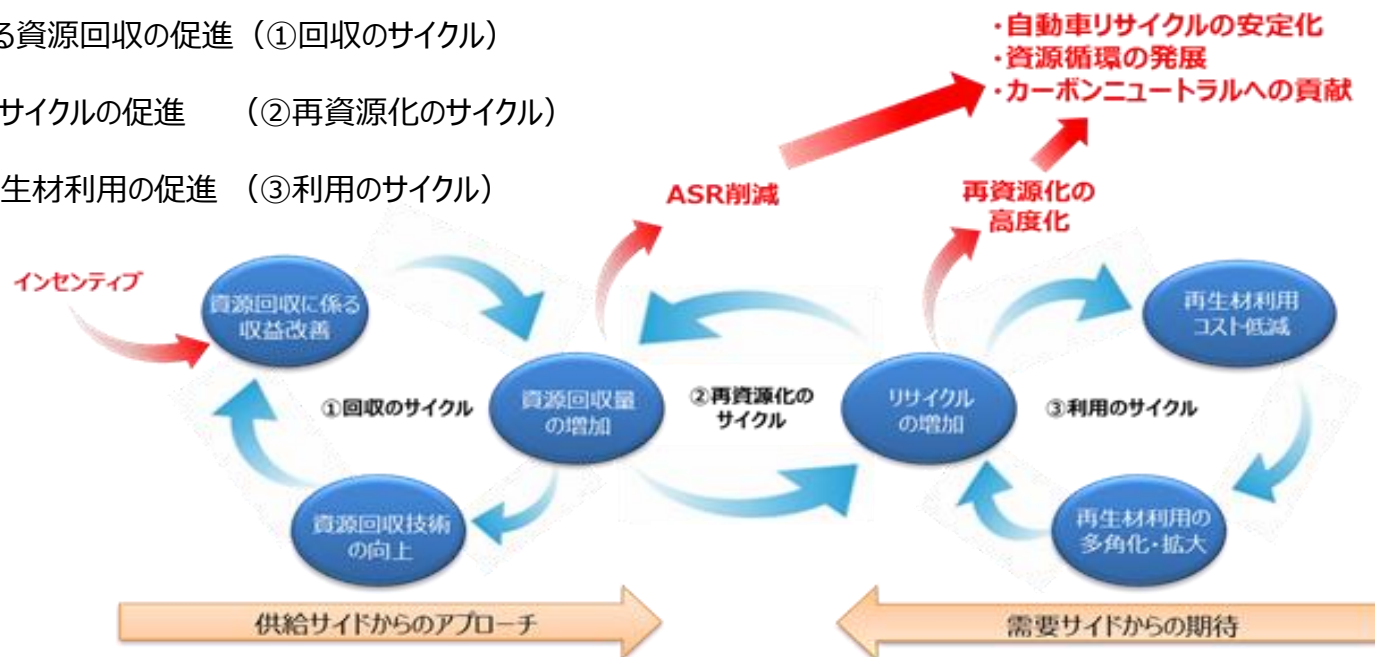 る資源回収の促進（①回収のサイクル）
サイクルの促進　　（②再資源化のサイクル）
生材利用の促進　（③利用のサイクル）
・自動車リサイクルの安定化
・資源循環の発展
・カーボンニュートラルへの貢献
ASR削減
再資源化の
高度化
インセンティブ
資源回収に係る
収益改善
再生材利用
コスト低減
①回収のサイクル
資源回収量
の増加
②再資源化の
サイクル
リサイクル
の増加
③利用のサイクル
資源回収技術
の向上
再生材利用の
多角化・拡大
供給サイドからのアプローチ
需要サイドからの期待